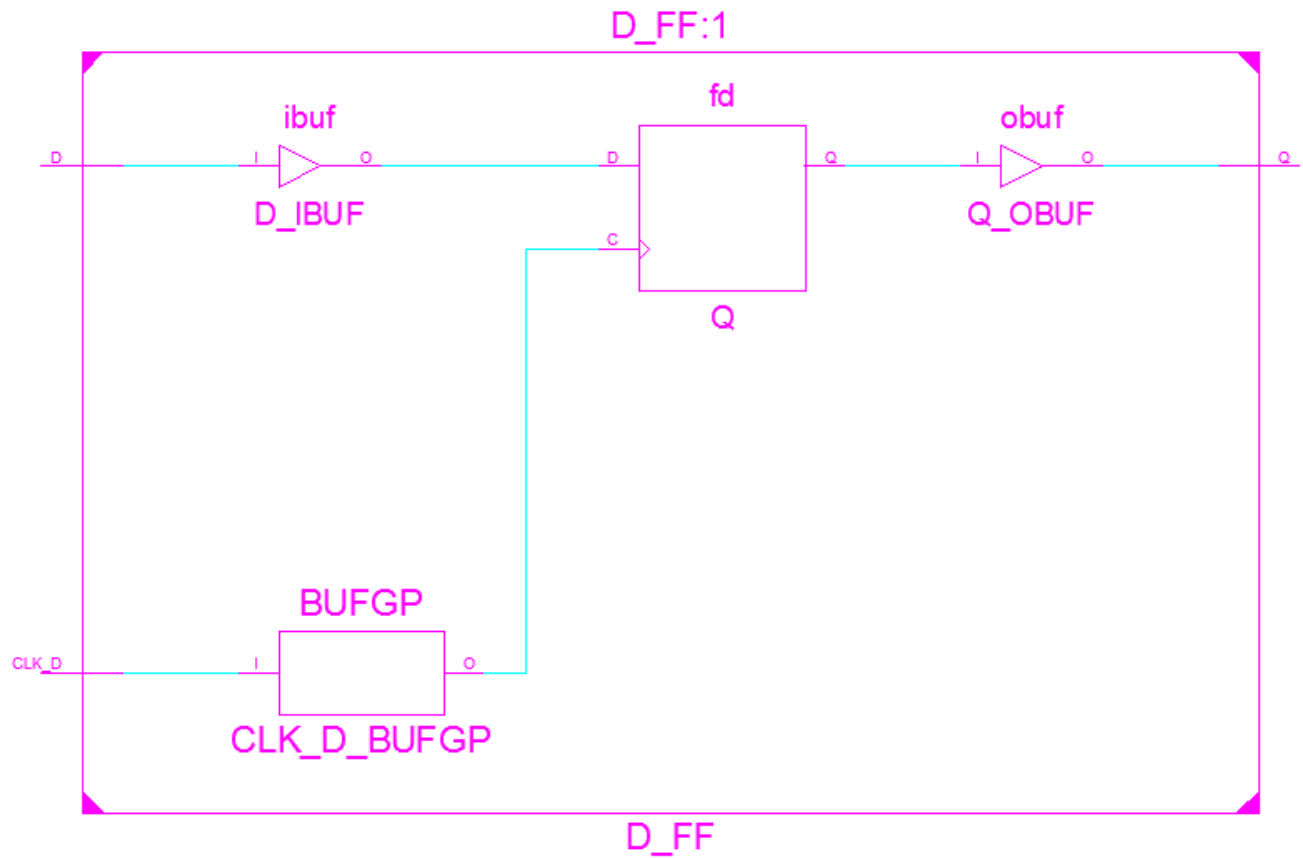 D_FF:1
fd
ibuf
obuf
D I O D Q I O Q
D_IBUF
Q_OBUF
C
Q
BUFGP
CLK_D I O
CLK_D_BUFGP
D_FF